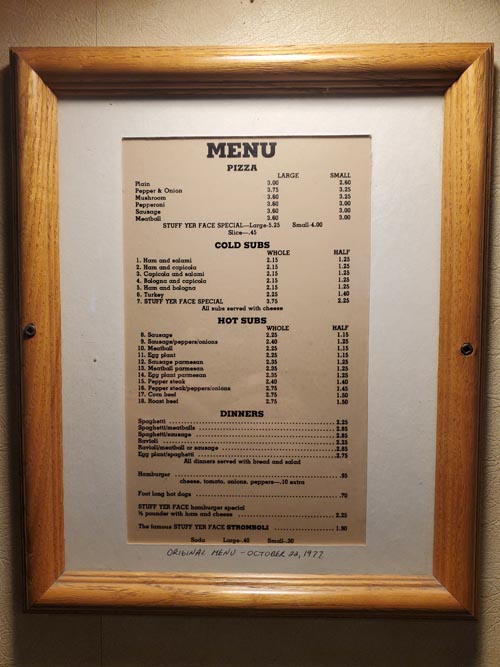 MENU
PIZZA
LARGE SMALL
Plain 3.00 2.60
Pepper & Onion 3.75 3.25
Mushroom 3.60 3.25
Pepperoni 3.60 3.00
Sausage 3.60 3.00
Meatball 3.60 3.00
STUFF YER FACE SPECIAL—Large-5.25 Small-4.00
Slice—.45
COLD SUBS
WHOLE HALF
1. Ham and salami 2.15 1.25
2. Ham and capicola 2.15 1.25
3. Capicola and salami 2.15 1.25
4. Bologna and capicola 2.15 1.25
5. Ham and bologna 2.15 1.25
6. Turkey 2.25 1.40
7. STUFF YER FACE SPECIAL 3.75 2.25
All subs served with cheese
HOT SUBS
WHOLE HALF
8. Sausage 2.25 1.15
9. Sausage/peppers/onions 2.40 1.25
10. Meatball 2.25 1.15
11. Egg plant 2.25 1.15
12. Sausage parmesan 2.35 1.25
13. Meatball parmesan 2.35 1.25
14. Egg plant parmesan 2.35 1.25
15. Pepper steak 2.40 1.40
16. Pepper steak/peppers/onions 2.75 1.45
17. Corn beef 2.75 1.50
18. Roast beef 2.75 1.50
DINNERS
Spaghetti 2.25
Spaghetti/meatballs 2.85
Spaghetti/sausage 2.85
Ravioli 2.25
Ravioli/meatball or sausage 2.85
Egg plant/spaghetti 2.75
All dinners served with bread and salad
Hamburger .95
cheese, tomato, onions, peppers—.10 extra
Foot long hot dogs .70
STUFF YER FACE hamburger special
pounder with ham and cheese 2.25
The famous STUFF YER FACE STROMBOLI 1.90
Soda Large-.40 Small-.30
ORIGINAL MENU - OCTOBER 22, 1977